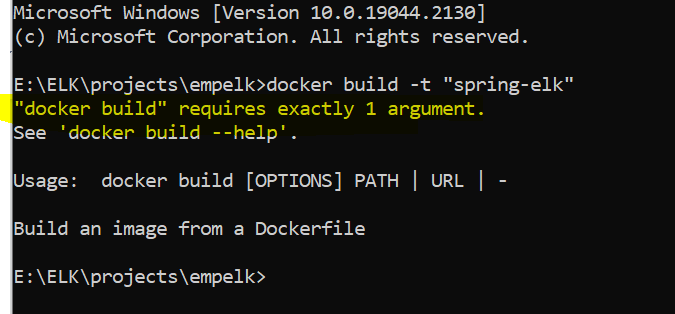 Microsoft Windows [Version 10.0.19044.2130]
(c) Microsoft Corporation. All rights reserved.
E:\ELK\projects\empelk>docker build -t "spring-elk"
"docker build" requires exactly 1 argument.
See 'docker build --help'.
Usage:  docker build [OPTIONS] PATH | URL | -
Build an image from a Dockerfile
E:\ELK\projects\empelk>